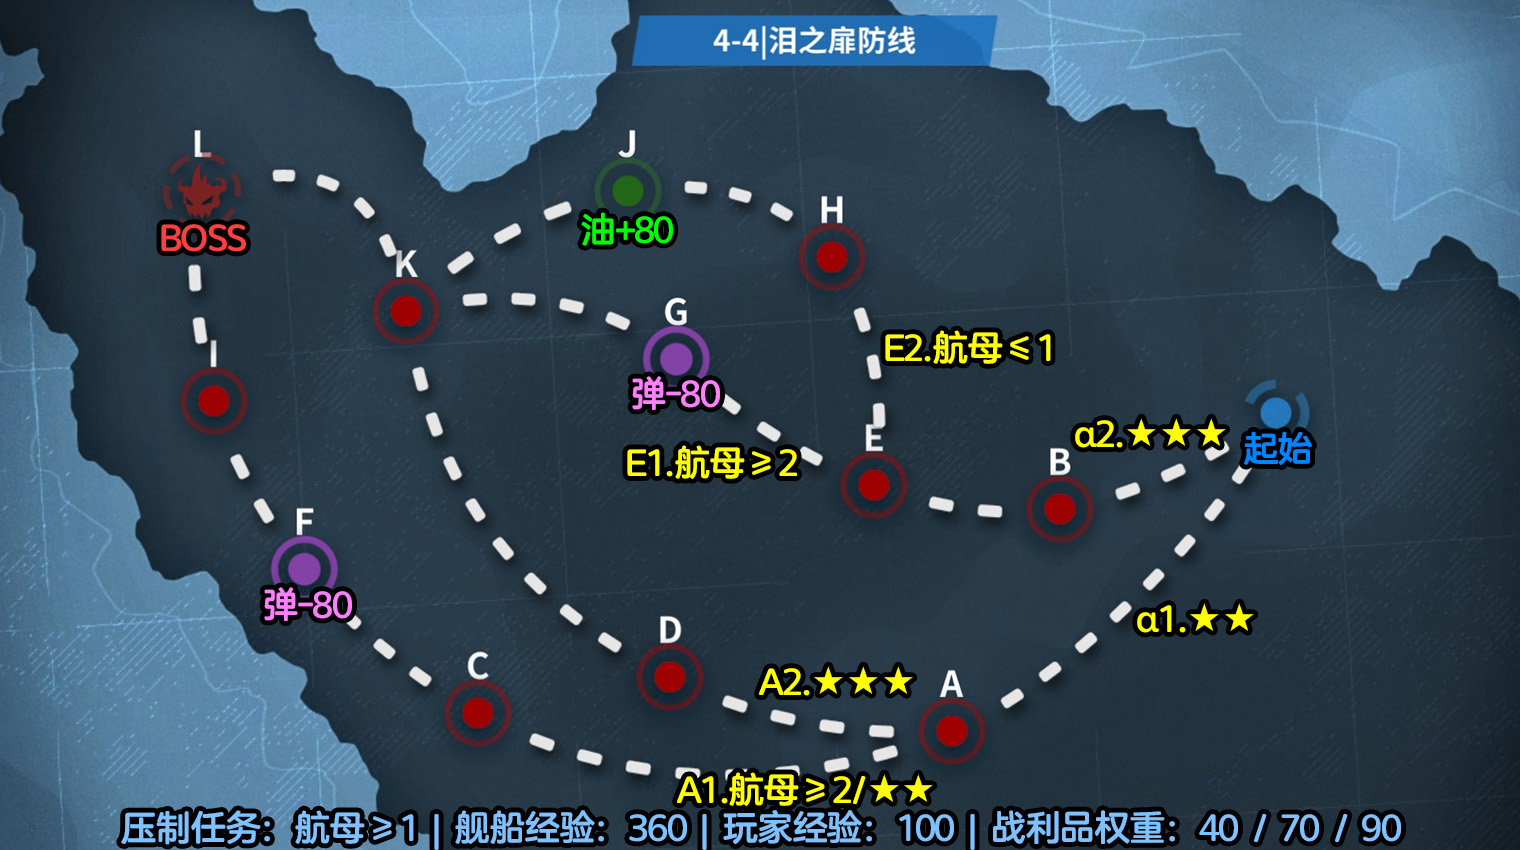 4-4|泪之扉防线
L
BOSS
J
油+80
H
K
G
弹-80
E2.航母≤1
I
α2.★★★
起始
E
E1.航母≥2
B
F
弹-80
α1.★★
D
C
A2.★★★
A
A1.航母≥2/★★
压制任务：航母≥1 | 舰船经验：360 | 玩家经验：100 | 战利品权重：40 / 70 / 90